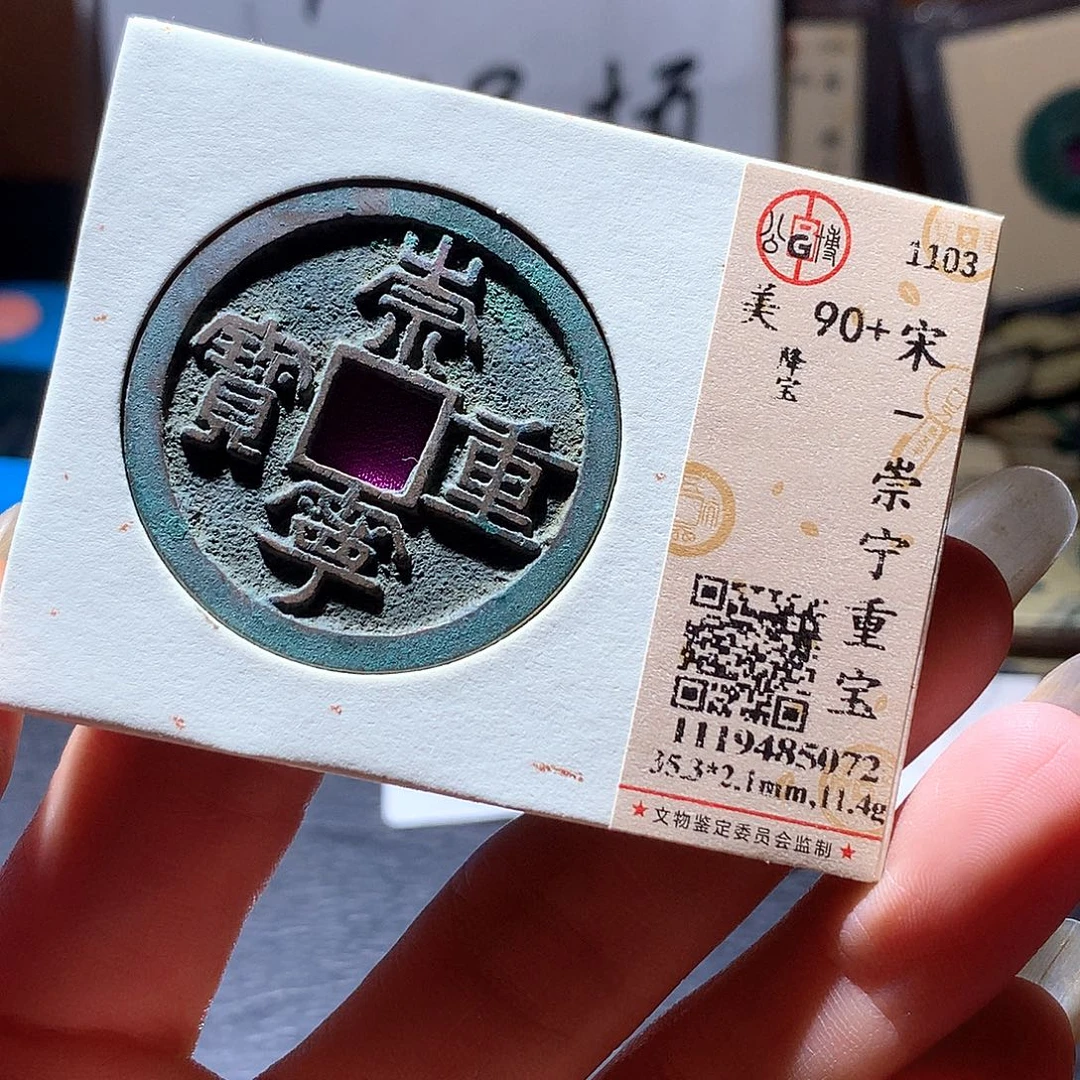 崇
重
寧
寶
公博
1103
美 90+
降宝
宋一崇宁重宝
1119485072
35.3*2.1mm,11.4g
★文物鉴定委员会监制★